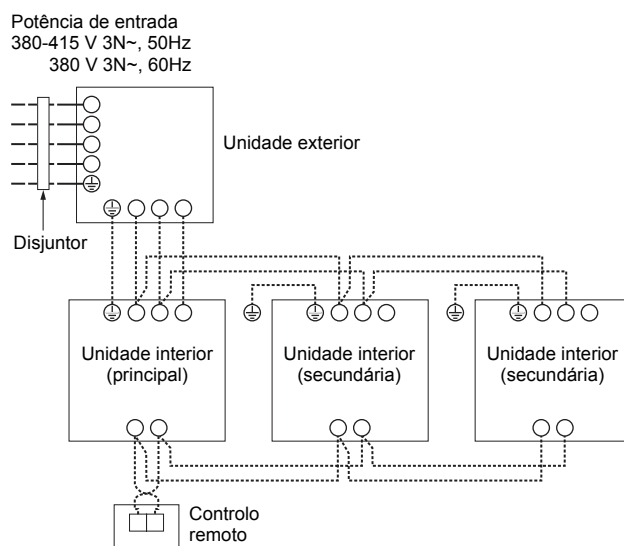 Potência de entrada
380-415 V 3N~, 50Hz
380 V 3N~, 60Hz
Unidade exterior
Disjuntor
Unidade interior
(principal)
Unidade interior
(secundária)
Unidade interior
(secundária)
Controlo
remoto